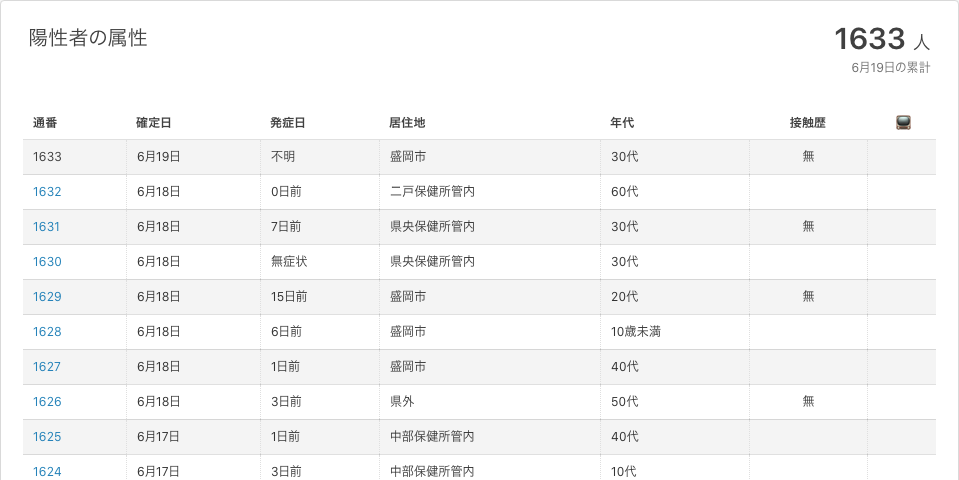 陽性者の属性
1633 人
6月19日の累計
通番 確定日 発症日 居住地 年代 接触歴
1633 6月19日 不明 盛岡市 30代 無
1632 6月18日 0日前 二戸保健所管内 60代
1631 6月18日 7日前 県央保健所管内 30代 無
1630 6月18日 無症状 県央保健所管内 30代
1629 6月18日 15日前 盛岡市 20代 無
1628 6月18日 6日前 盛岡市 10歳未満
1627 6月18日 1日前 盛岡市 40代
1626 6月18日 3日前 県外 50代 無
1625 6月17日 1日前 中部保健所管内 40代
1624 6月17日 3日前 中部保健所管内 10代